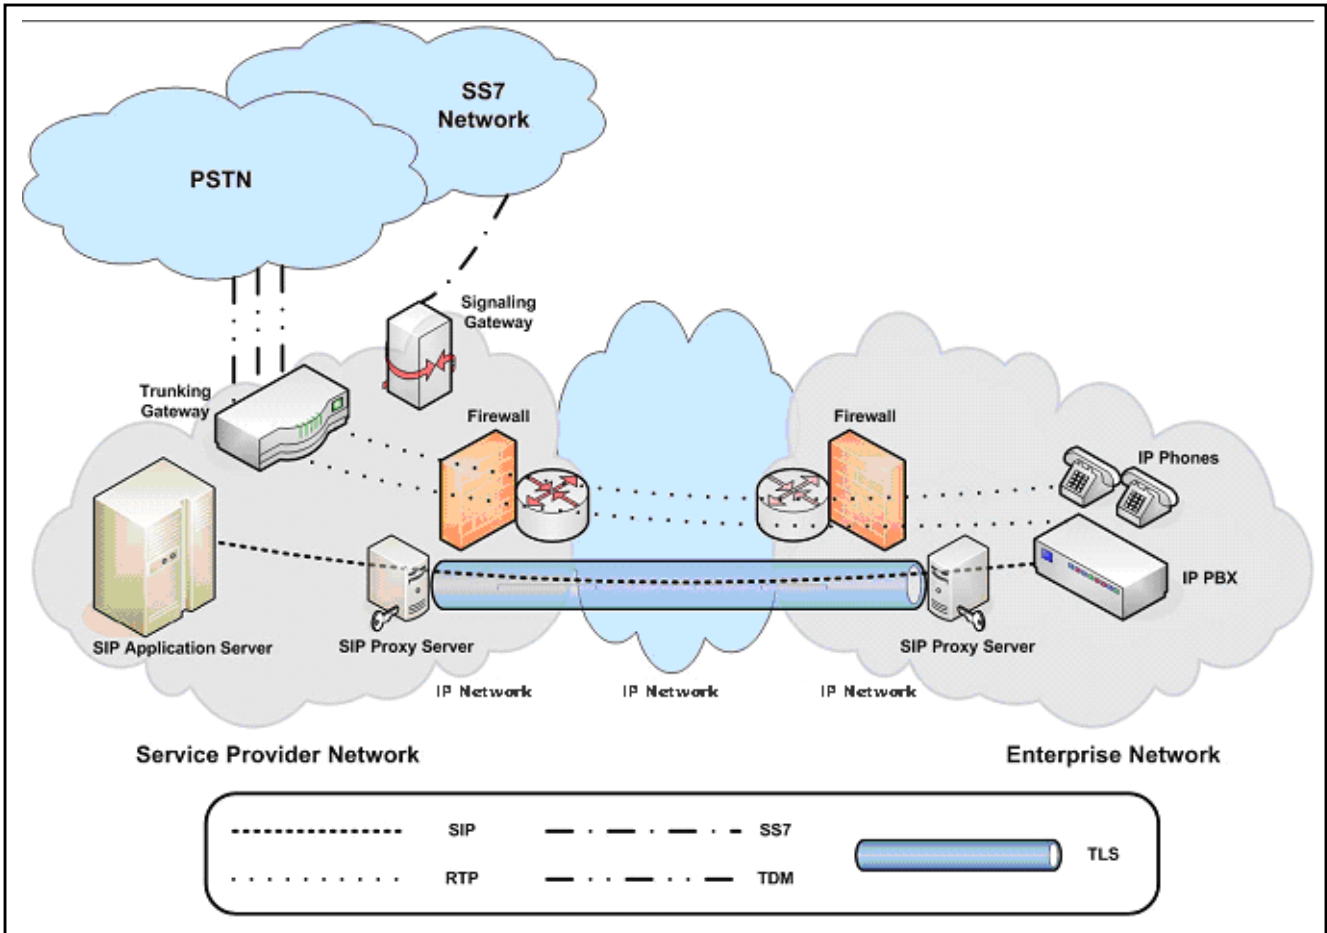 SS7
Network
PSTN
Signaling
Gateway
Trunking
Gateway
Firewall
Firewall
IP Phones
IP PBX
SIP Application Server
SIP Proxy Server
SIP Proxy Server
IP Network
IP Network
IP Network
Service Provider Network
Enterprise Network
SIP
SS7
TLS
RTP
TDM